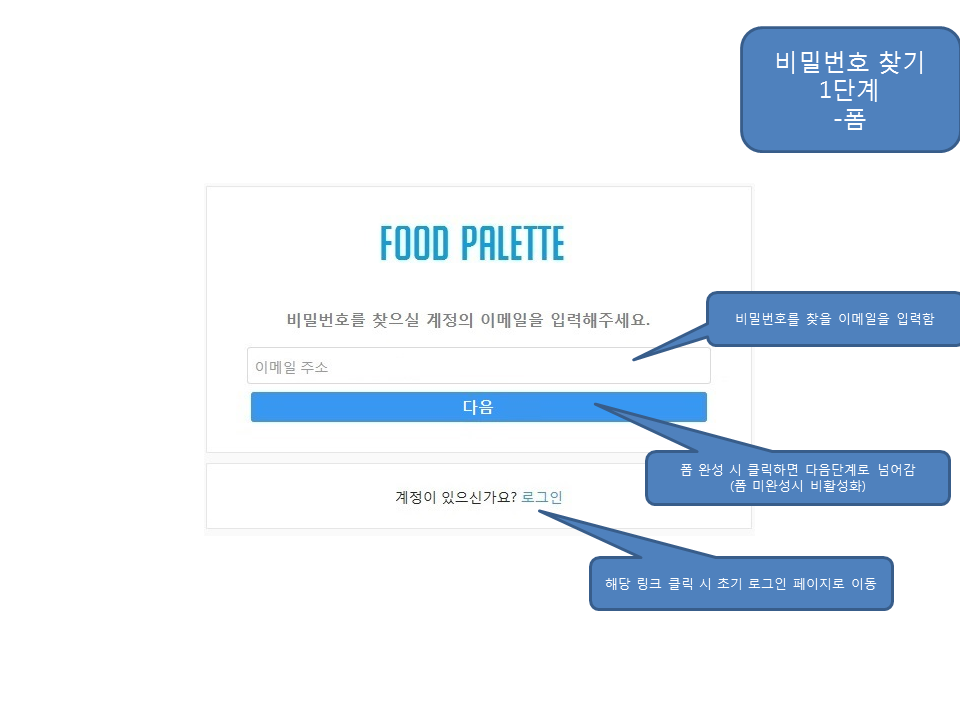 비밀번호 찾기
1단계
-폼
FOOD PALETTE
비밀번호를 찾으실 계정의 이메일을 입력해주세요.
비밀번호를 찾을 이메일을 입력함
이메일 주소
다음
폼 완성 시 클릭하면 다음단계로 넘어감
(폼 미완성시 비활성화)
계정이 있으신가요? 로그인
해당 링크 클릭 시 초기 로그인 페이지로 이동